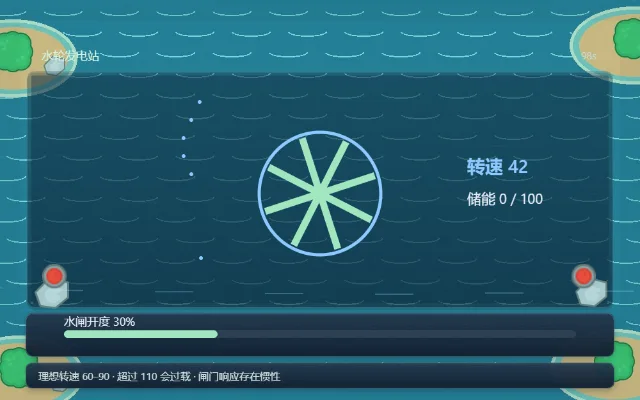 水轮发电站
98s
转速 42
储能 0 / 100
水闸开度 30%
理想转速 60–90 · 超过 110 会过载 · 闸门响应存在惯性